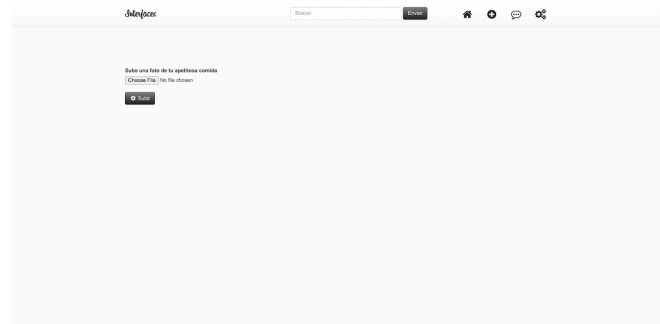 Interfaces
Buscar
Enviar
Sube una foto de tu apetitosa comida
Choose File No file chosen
Subir